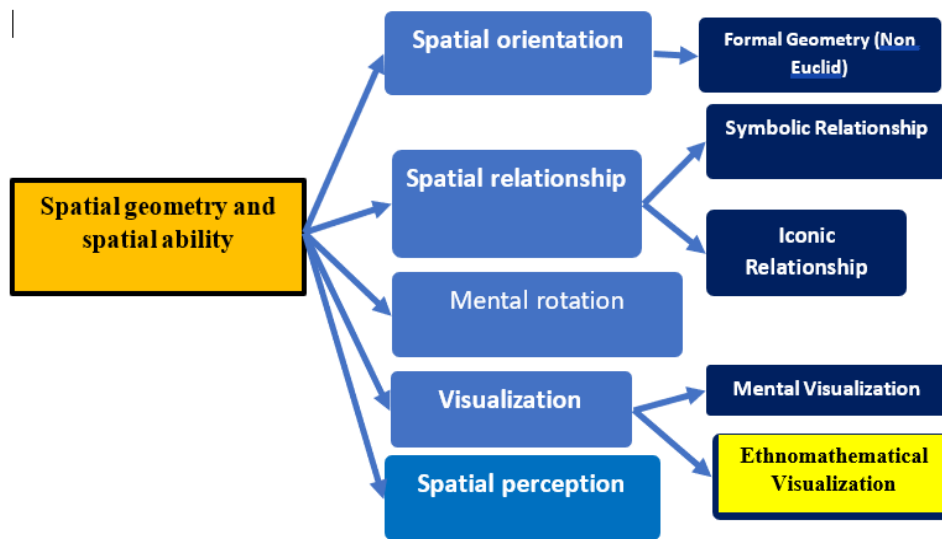 Spatial orientation
Formal Geometry (Non
Euclid)
Symbolic Relationship
Spatial geometry and
spatial ability
Spatial relationship
Iconic
Relationship
Mental rotation
Visualization
Mental Visualization
Ethnomathematical
Visualization
Spatial perception